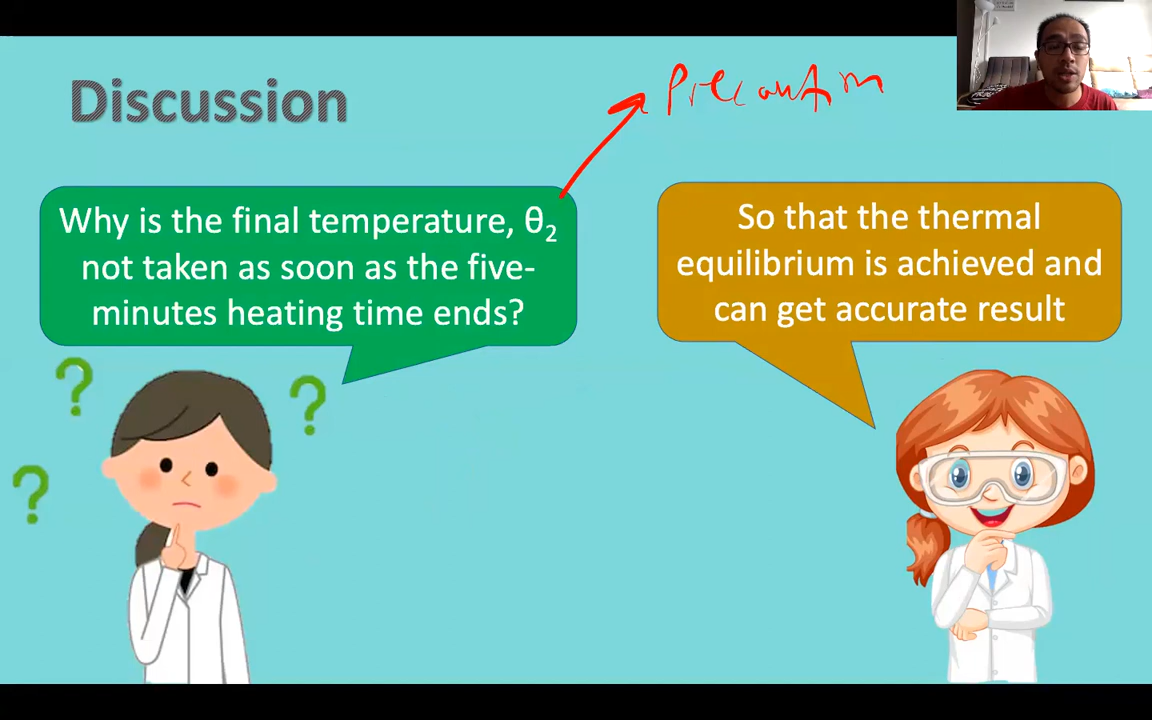 Discussion
Precaution
Why is the final temperature, θ₂
not taken as soon as the five-
minutes heating time ends?
So that the thermal
equilibrium is achieved and
can get accurate result
?
?
?